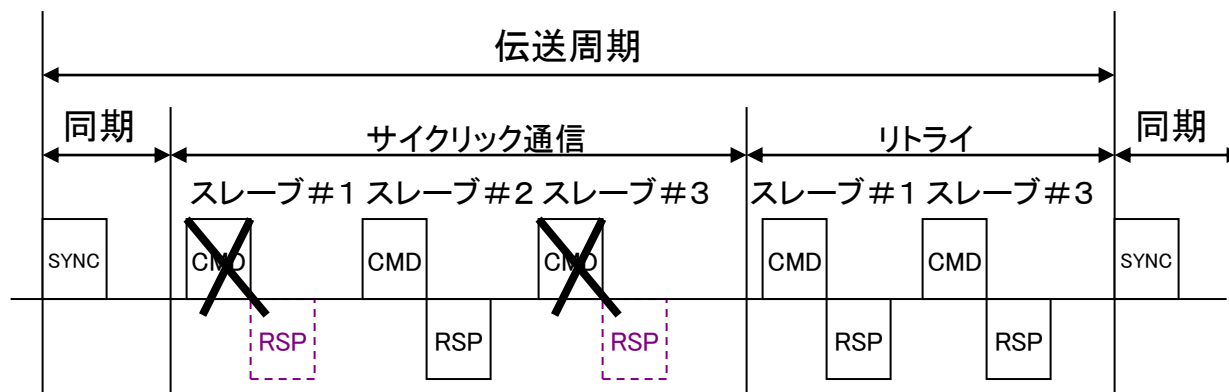 伝送周期
同期 サイクリック通信 リトライ 同期
スレーブ#1 スレーブ#2 スレーブ#3 スレーブ#1 スレーブ#3
SYNC CMD CMD CMD CMD CMD SYNC
RSP RSP RSP RSP RSP